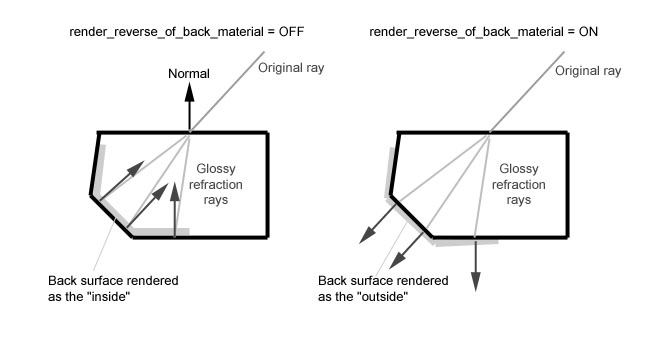 render_reverse_of_back_material = OFF
Normal
Original ray
Glossy
refraction
rays
Back surface rendered
as the "inside"
render_reverse_of_back_material = ON
Original ray
Glossy
refraction
rays
Back surface rendered
as the "outside"